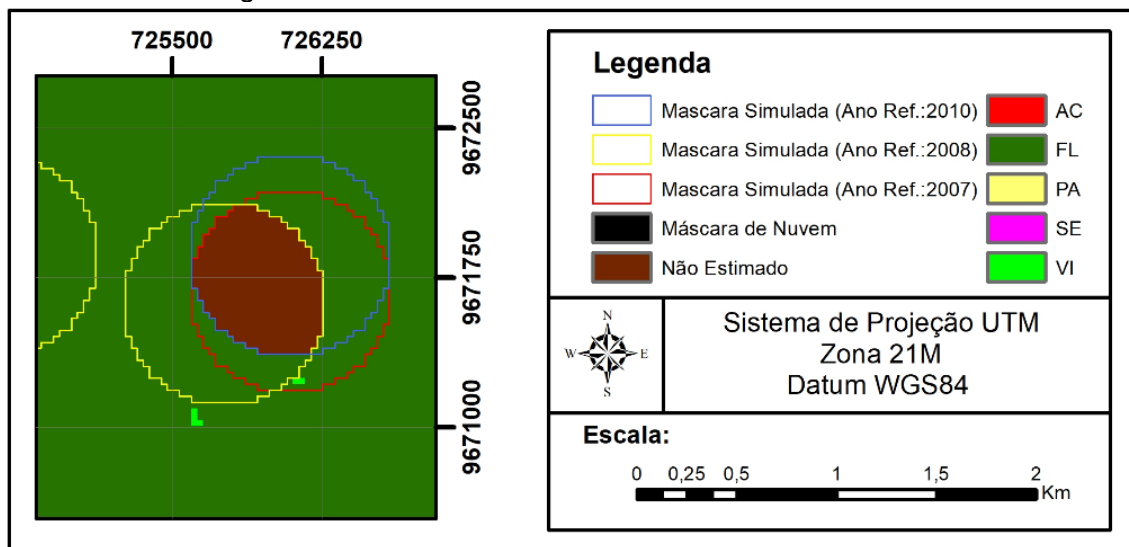 725500
726250
9672500
9671750
9671000
Legenda
Mascara Simulada (Ano Ref.:2010)
Mascara Simulada (Ano Ref.:2008)
Mascara Simulada (Ano Ref.:2007)
Máscara de Nuvem
Não Estimado
AC
FL
PA
SE
VI
N
W
E
S
Sistema de Projeção UTM
Zona 21M
Datum WGS84
Escala:
0 0,25 0,5 1 1,5 2
Km